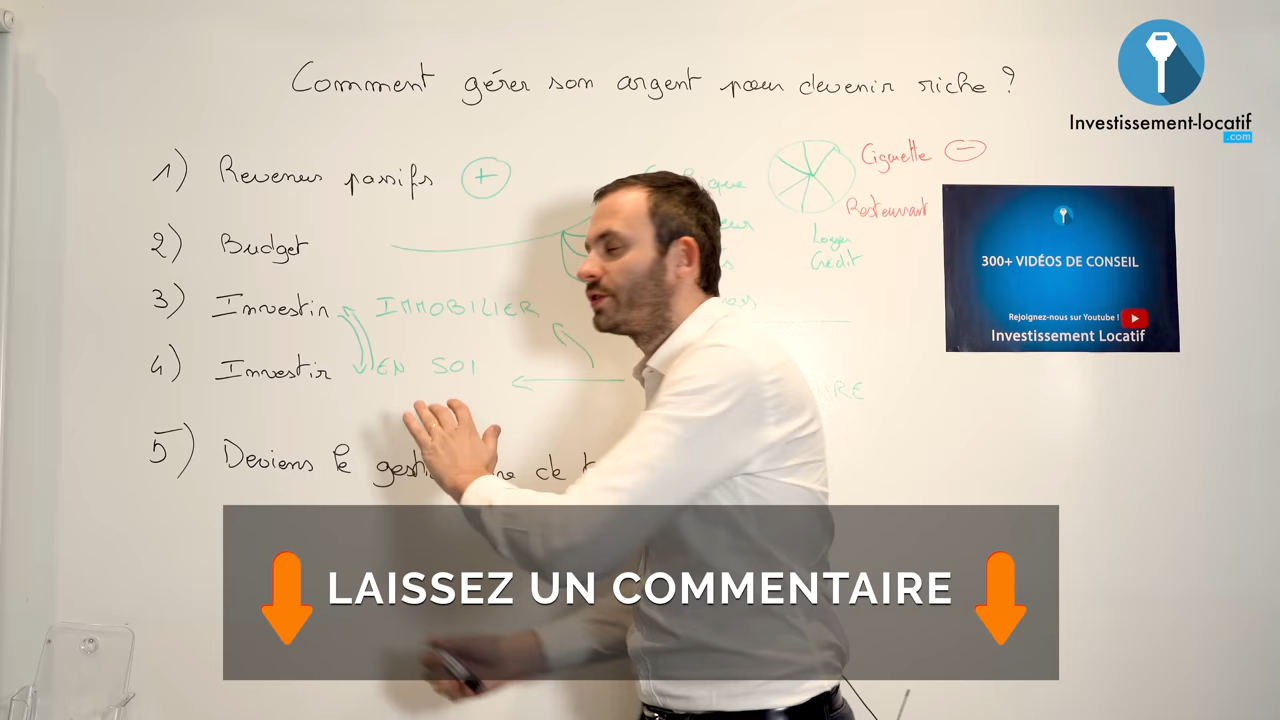 Comment gérer son argent pour devenir riche ?
Investissement-locatif
.com
1) Revenus passifs +
Cigarette -
Restaurant
2) Budget
Loyer
Crédit
300+ VIDÉOS DE CONSEIL
Rejoignez-nous sur Youtube !
Investissement Locatif
3) Investir IMMOBILIER
4) Investir EN SOI
5) Deviens le de
LAISSEZ UN COMMENTAIRE